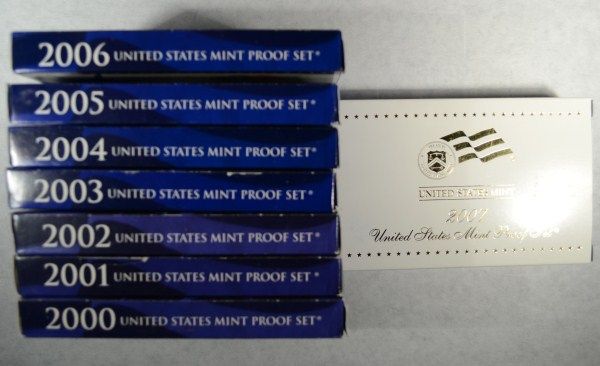 2006 UNITED STATES MINT PROOF SET®
2005 UNITED STATES MINT PROOF SET®
2004 UNITED STATES MINT PROOF SET®
2003 UNITED STATES MINT PROOF SET®
2002 UNITED STATES MINT PROOF SET®
2001 UNITED STATES MINT PROOF SET®
2000 UNITED STATES MINT PROOF SET®
UNITED STATES MINT
2007
United States Mint Proof Set